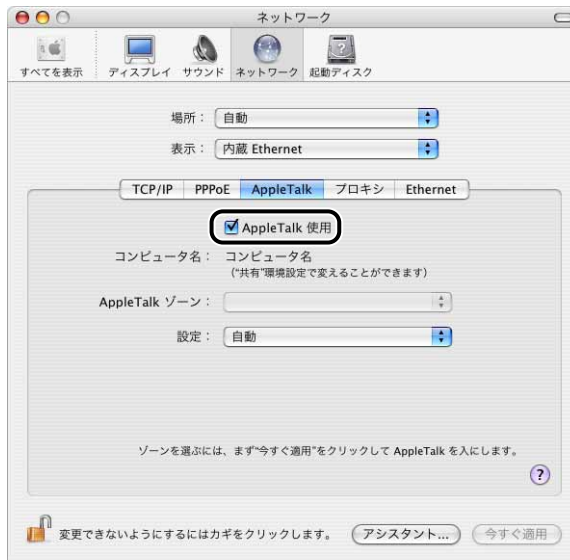 ネットワーク
すべてを表示 ディスプレイ サウンド ネットワーク 起動ディスク
場所： 自動
表示： 内蔵 Ethernet
TCP/IP PPPoE AppleTalk プロキシ Ethernet
AppleTalk 使用
コンピュータ名： コンピュータ名
("共有"環境設定で変えることができます)
AppleTalk ゾーン：
設定： 自動
ゾーンを選ぶには、まず"今すぐ適用"をクリックして AppleTalk を入にします。
?
変更できないようにするにはカギをクリックします。 アシスタント... 今すぐ適用